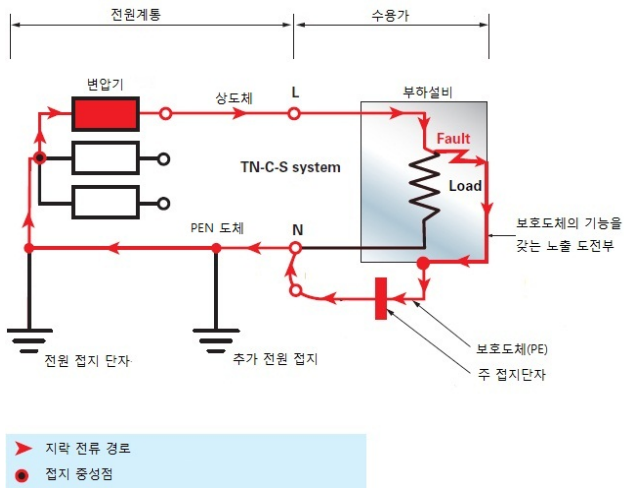 전원계통
수용가
변압기
상도체
L
부하설비
Fault
TN-C-S system
Load
PEN 도체
N
보호도체의 기능을
갖는 노출 도전부
전원 접지 단자
추가 전원 접지
보호도체(PE)
주 접지단자
지락 전류 경로
접지 중성점